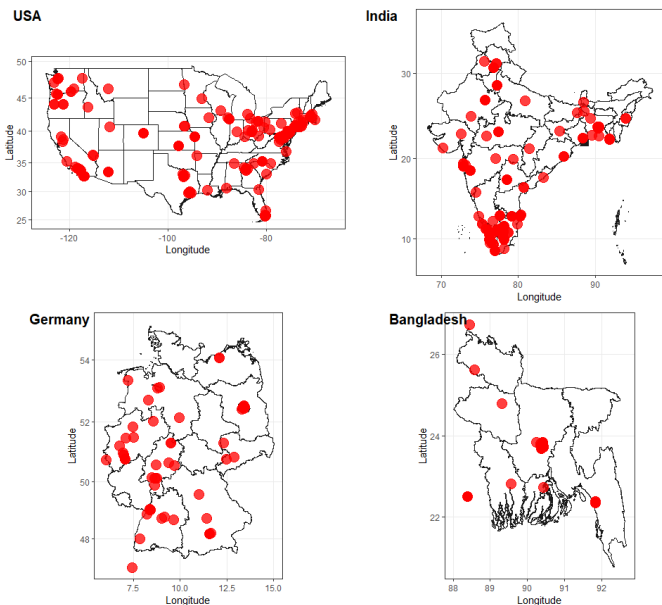 USA
50
45
40
35
30
25
Latitude
-120
-100
-80
Longitude
India
30
20
10
Latitude
70
80
90
Longitude
Germany
54
52
50
48
Latitude
7.5
10.0
12.5
15.0
Longitude
Bangladesh
26
24
22
Latitude
88
89
90
91
92
Longitude